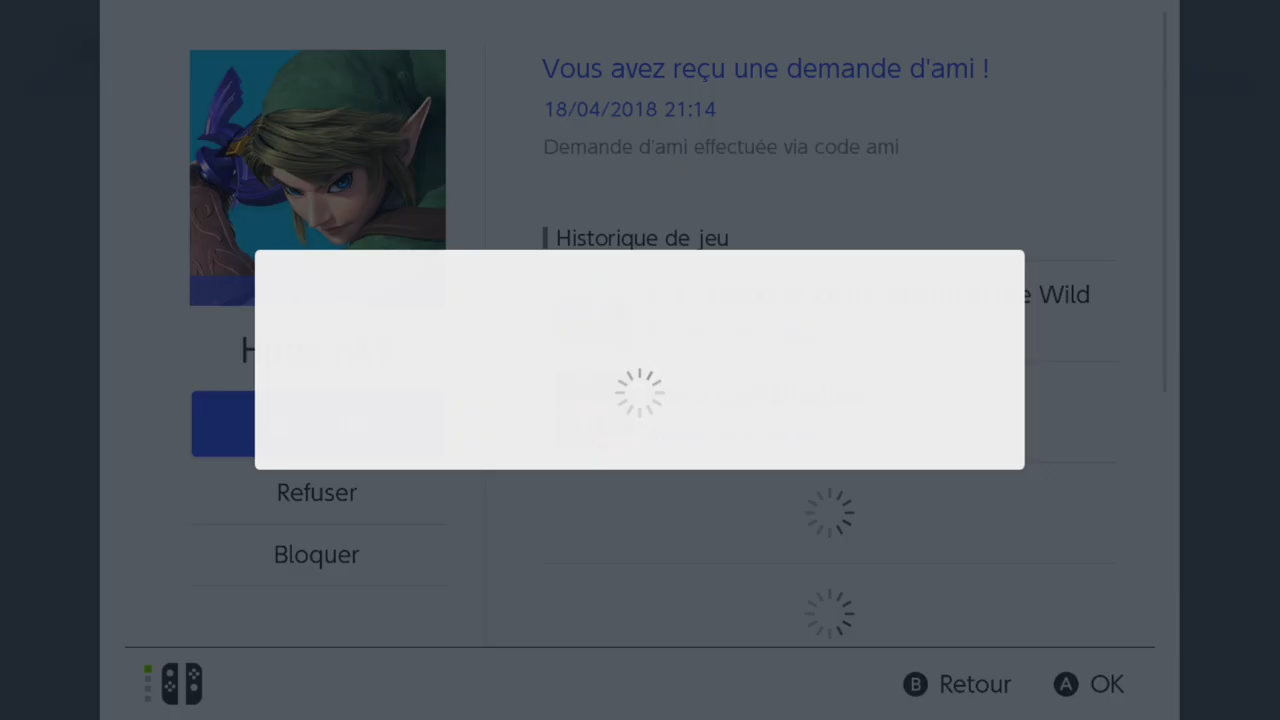 Vous avez reçu une demande d'ami !
18/04/2018 21:14
Demande d'ami effectuée via code ami
Historique de jeu
Wild
Refuser
Bloquer
B Retour
A OK